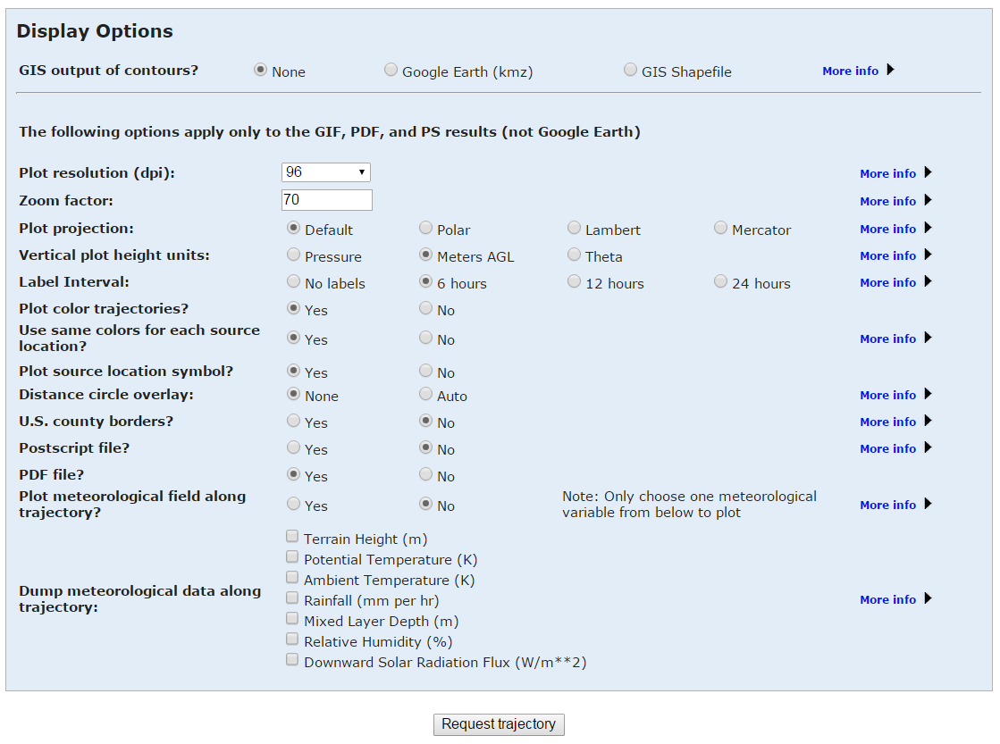 Display Options
GIS output of contours? None Google Earth (kmz) GIS Shapefile More info
The following options apply only to the GIF, PDF, and PS results (not Google Earth)
Plot resolution (dpi): 96 More info
Zoom factor: 70 More info
Plot projection: Default Polar Lambert Mercator More info
Vertical plot height units: Pressure Meters AGL Theta More info
Label Interval: No labels 6 hours 12 hours 24 hours More info
Plot color trajectories? Yes No
Use same colors for each source
location? Yes No More info
Plot source location symbol? Yes No
Distance circle overlay: None Auto More info
U.S. county borders? Yes No More info
Postscript file? Yes No More info
PDF file? Yes No
Plot meteorological field along
trajectory? Yes No
Note: Only choose one meteorological
variable from below to plot
More info
Dump meteorological data along
trajectory:
Terrain Height (m)
Potential Temperature (K)
Ambient Temperature (K)
Rainfall (mm per hr)
Mixed Layer Depth (m)
Relative Humidity (%)
Downward Solar Radiation Flux (W/m**2)
More info
Request trajectory